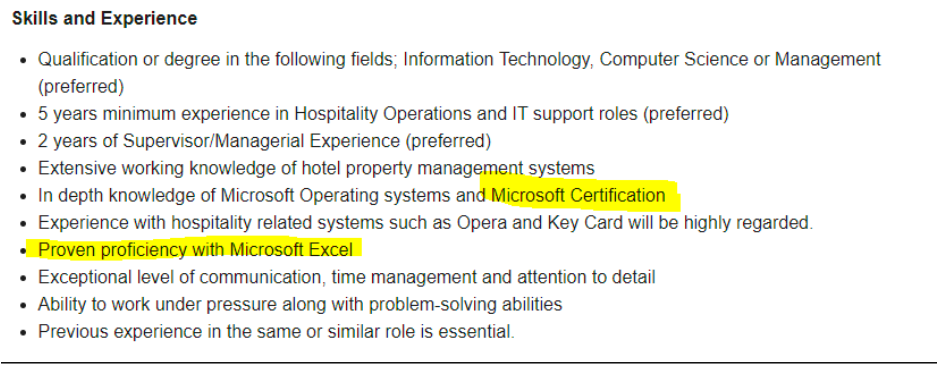 Skills and Experience
• Qualification or degree in the following fields; Information Technology, Computer Science or Management
(preferred)
• 5 years minimum experience in Hospitality Operations and IT support roles (preferred)
• 2 years of Supervisor/Managerial Experience (preferred)
• Extensive working knowledge of hotel property management systems
• In depth knowledge of Microsoft Operating systems and Microsoft Certification
• Experience with hospitality related systems such as Opera and Key Card will be highly regarded.
• Proven proficiency with Microsoft Excel
• Exceptional level of communication, time management and attention to detail
• Ability to work under pressure along with problem-solving abilities
• Previous experience in the same or similar role is essential.